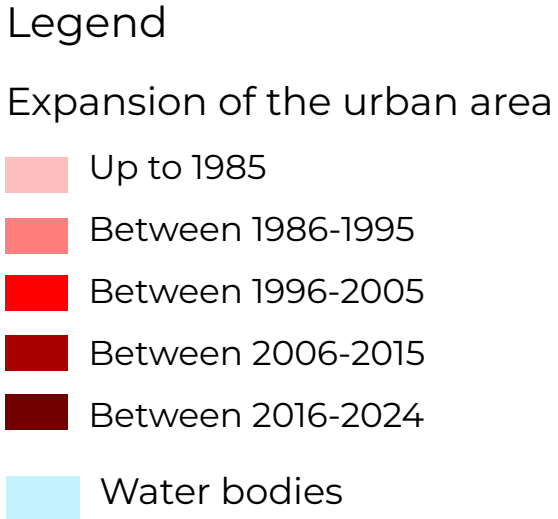 Legend
Expansion of the urban area
Up to 1985
Between 1986-1995
Between 1996-2005
Between 2006-2015
Between 2016-2024
Water bodies